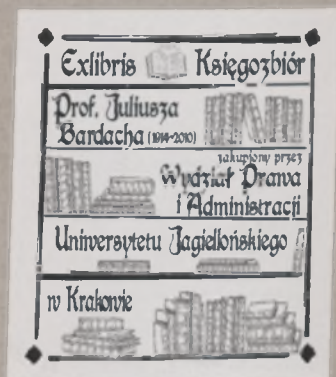 Exlibris Księgozbiór
Prof. Juliusza
Bardacha (1914-2010)
zakupiony przez
Wydział Prawa
i Administracji
Uniwersytetu Jagiellońskiego
w Krakowie